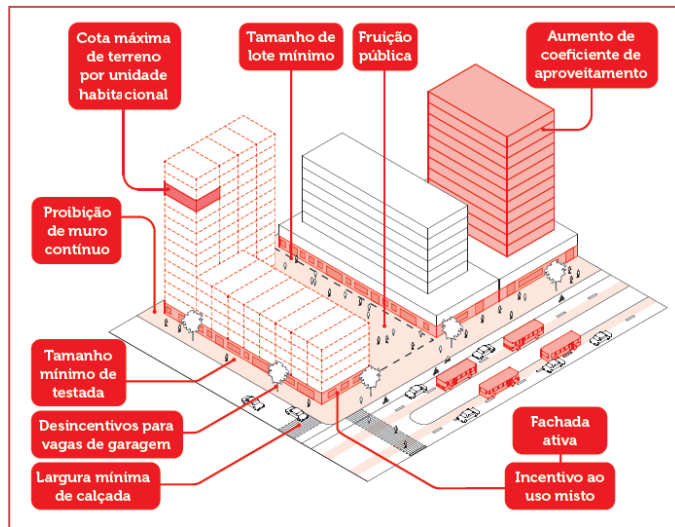 Cota máxima
de terreno
por unidade
habitacional
Tamanho de
lote mínimo
Fruição
pública
Aumento de
coeficiente de
aproveitamento
Proibição
de muro
contínuo
Tamanho
mínimo de
testada
Desincentivos para
vagas de garagem
Largura mínima
de calçada
Fachada
ativa
Incentivo ao
uso misto